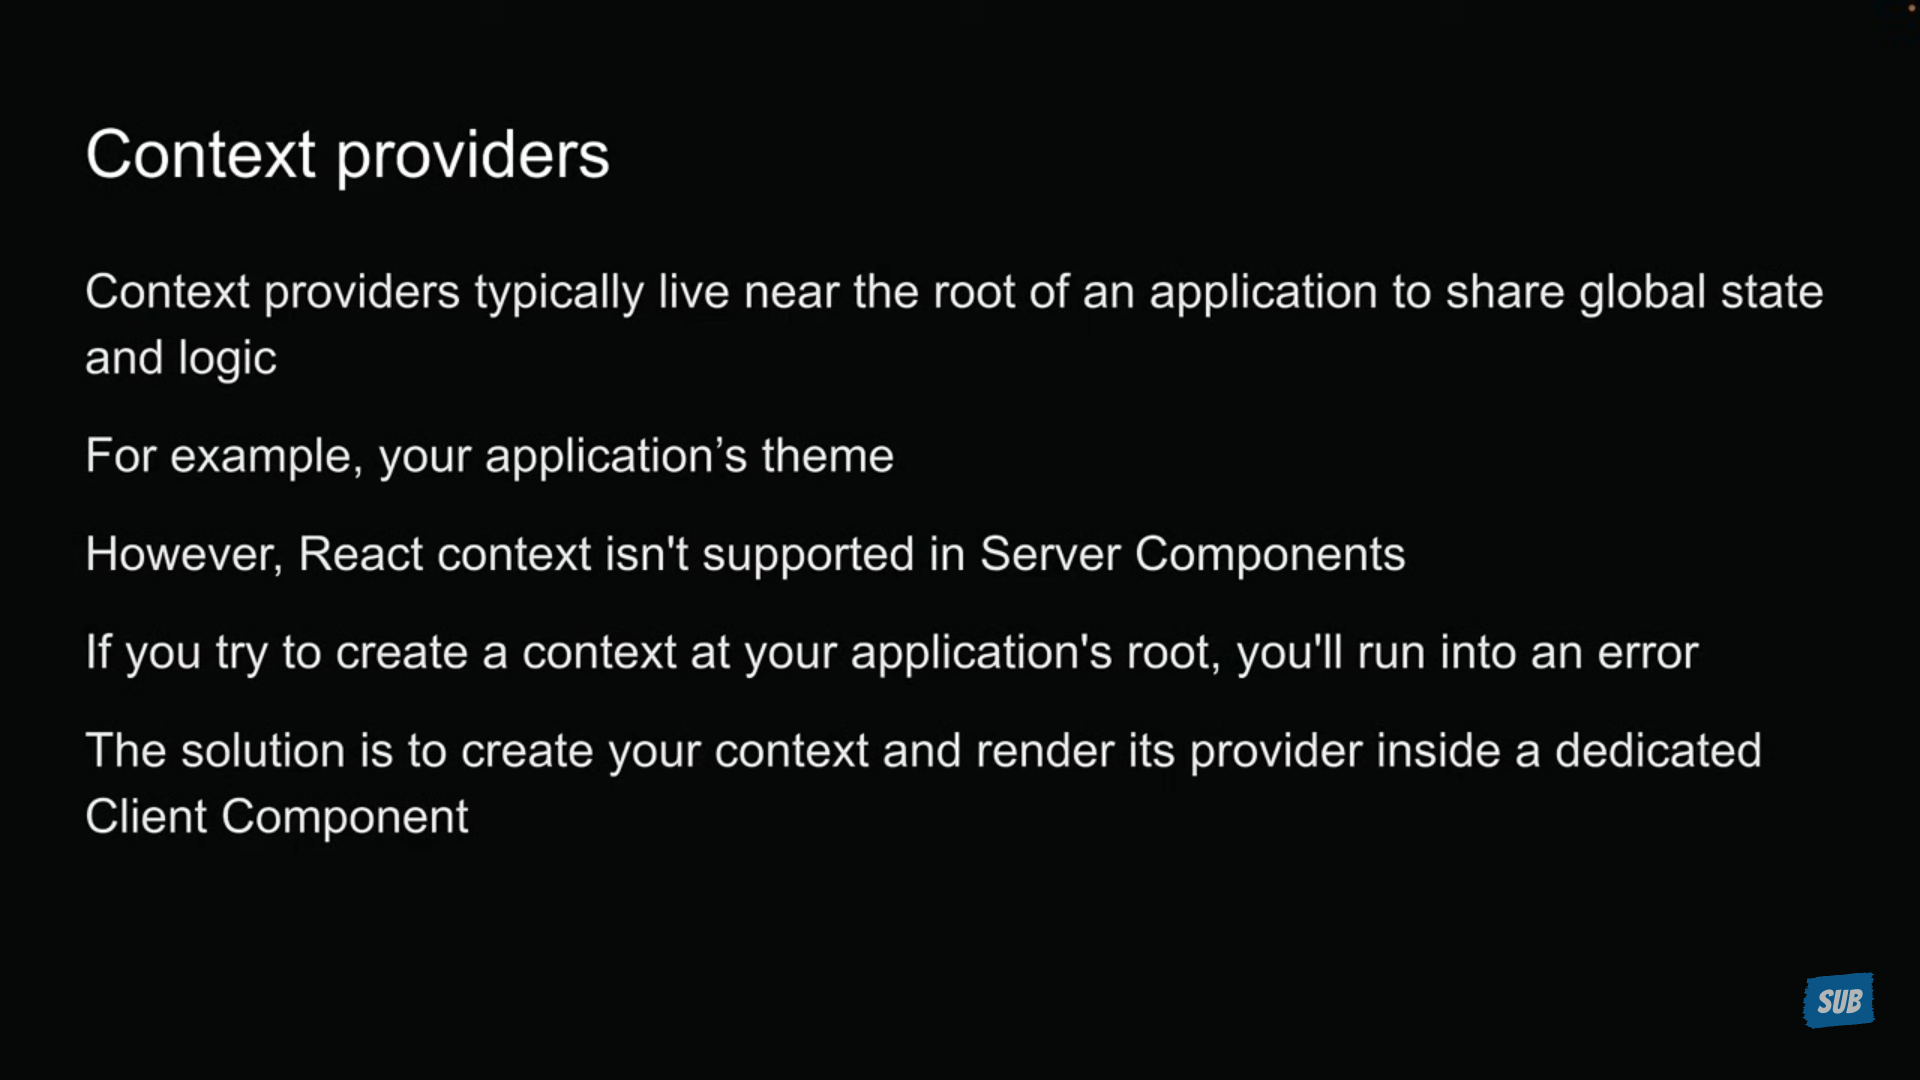 Context providers
Context providers typically live near the root of an application to share global state
and logic
For example, your application’s theme
However, React context isn't supported in Server Components
If you try to create a context at your application's root, you'll run into an error
The solution is to create your context and render its provider inside a dedicated
Client Component
SUB